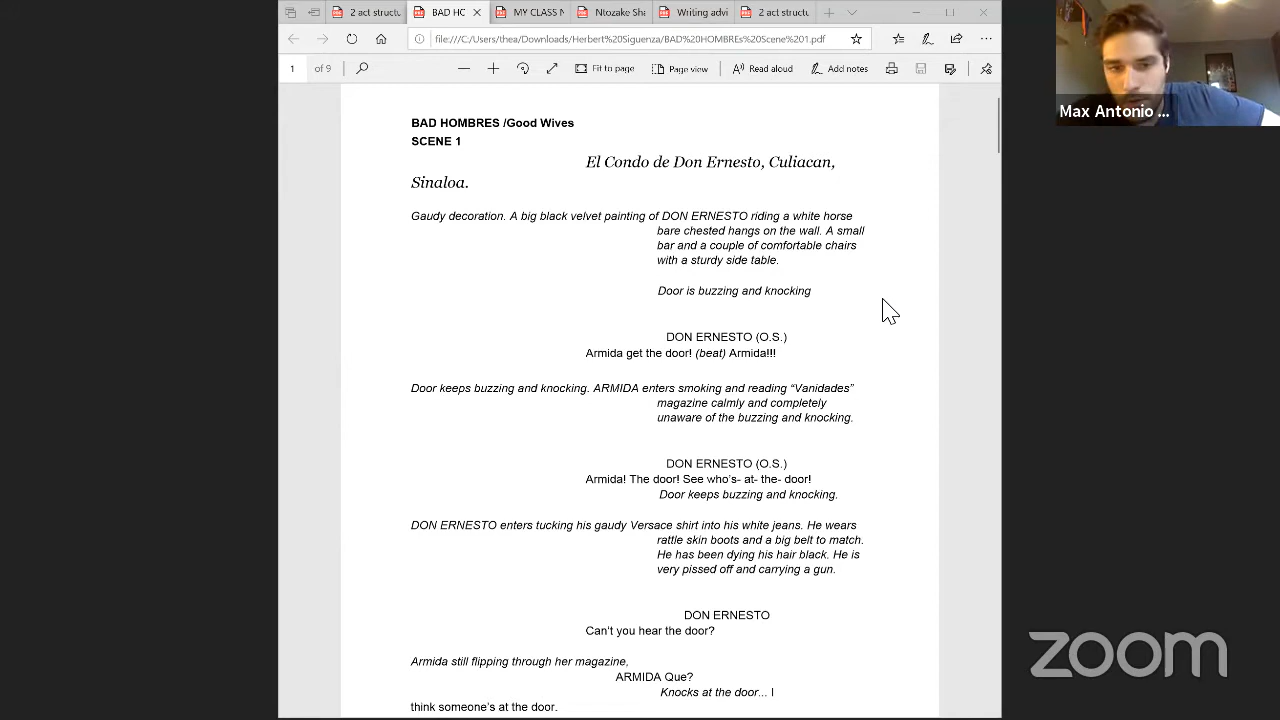 2 act structu
BAD HO
MY CLASS N
Ntozake Sha
Writing advi
2 act structu
file:///C:/Users/thea/Downloads/Herbert%20Siguenza/BAD%20HOMBREs%20Scene%201.pdf
1 of 9
Fit to page
Page view
Read aloud
Add notes
BAD HOMBRES /Good Wives
SCENE 1
El Condo de Don Ernesto, Culiacan,
Sinaloa.
Gaudy decoration. A big black velvet painting of DON ERNESTO riding a white horse
bare chested hangs on the wall. A small
bar and a couple of comfortable chairs
with a sturdy side table.
Door is buzzing and knocking
DON ERNESTO (O.S.)
Armida get the door! (beat) Armida!!!
Door keeps buzzing and knocking. ARMIDA enters smoking and reading “Vanidades”
magazine calmly and completely
unaware of the buzzing and knocking.
DON ERNESTO (O.S.)
Armida! The door! See who’s- at- the- door!
Door keeps buzzing and knocking.
DON ERNESTO enters tucking his gaudy Versace shirt into his white jeans. He wears
rattle skin boots and a big belt to match.
He has been dying his hair black. He is
very pissed off and carrying a gun.
DON ERNESTO
Can’t you hear the door?
Armida still flipping through her magazine,
ARMIDA Que?
Knocks at the door... I
think someone’s at the door.
Max Antonio ...
zoom